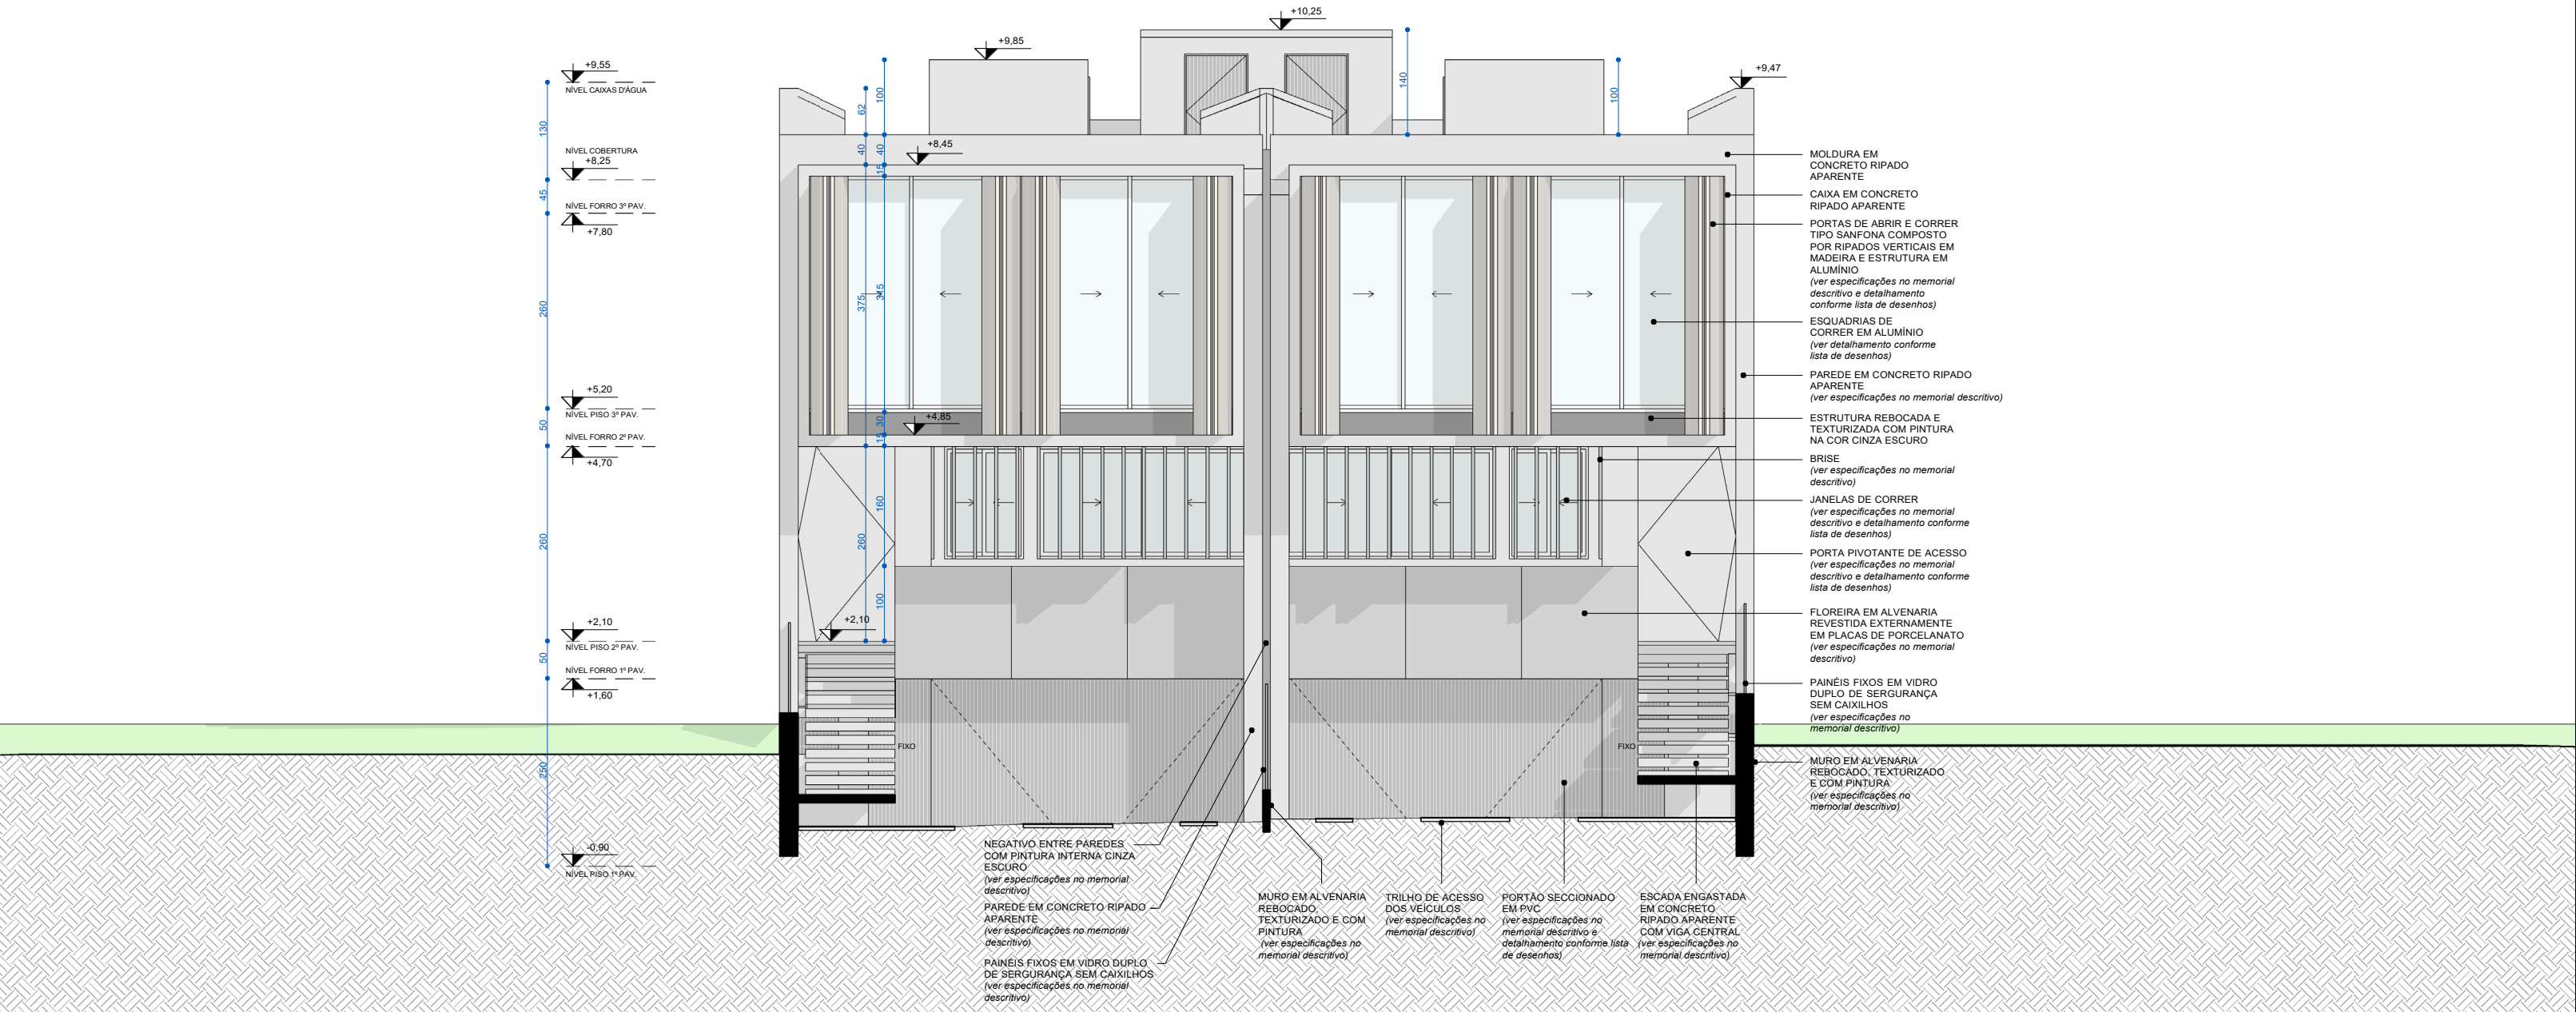 +10,25
+9,85
+9,55
NÍVEL CAIXAS D'ÁGUA
+9,47
130
62
100
140
100
NÍVEL COBERTURA
+8,25
40
40
+8,45
15
45
NÍVEL FORRO 3º PAV.
+7,80
260
375
345
+5,20
NÍVEL PISO 3º PAV.
+4,85
30
15
50
NÍVEL FORRO 2º PAV.
+4,70
260
260
160
100
+2,10
+2,10
NÍVEL PISO 2º PAV.
50
NÍVEL FORRO 1º PAV.
+1,60
250
FIXO
FIXO
-0,90
NÍVEL PISO 1º PAV.
MOLDURA EM
CONCRETO RIPADO
APARENTE
CAIXA EM CONCRETO
RIPADO APARENTE
PORTAS DE ABRIR E CORRER
TIPO SANFONA COMPOSTO
POR RIPADOS VERTICAIS EM
MADEIRA E ESTRUTURA EM
ALUMÍNIO
(ver especificações no memorial
descritivo e detalhamento
conforme lista de desenhos)
ESQUADRIAS DE
CORRER EM ALUMÍNIO
(ver detalhamento conforme
lista de desenhos)
PAREDE EM CONCRETO RIPADO
APARENTE
(ver especificações no memorial descritivo)
ESTRUTURA REBOCADA E
TEXTURIZADA COM PINTURA
NA COR CINZA ESCURO
BRISE
(ver especificações no memorial
descritivo)
JANELAS DE CORRER
(ver especificações no memorial
descritivo e detalhamento conforme
lista de desenhos)
PORTA PIVOTANTE DE ACESSO
(ver especificações no memorial
descritivo e detalhamento conforme
lista de desenhos)
FLOREIRA EM ALVENARIA
REVESTIDA EXTERNAMENTE
EM PLACAS DE PORCELANATO
(ver especificações no memorial
descritivo)
PAINÉIS FIXOS EM VIDRO
DUPLO DE SERGURANÇA
SEM CAIXILHOS
(ver especificações no
memorial descritivo)
MURO EM ALVENARIA
REBOCADO, TEXTURIZADO
E COM PINTURA
(ver especificações no
memorial descritivo)
NEGATIVO ENTRE PAREDES
COM PINTURA INTERNA CINZA
ESCURO
(ver especificações no memorial
descritivo)
PAREDE EM CONCRETO RIPADO
APARENTE
(ver especificações no memorial
descritivo)
PAINÉIS FIXOS EM VIDRO DUPLO
DE SERGURANÇA SEM CAIXILHOS
(ver especificações no memorial
descritivo)
MURO EM ALVENARIA
REBOCADO,
TEXTURIZADO E COM
PINTURA
(ver especificações no
memorial descritivo)
TRILHO DE ACESSO
DOS VEÍCULOS
(ver especificações no
memorial descritivo)
PORTÃO SECCIONADO
EM PVC
(ver especificações no
memorial descritivo e
detalhamento conforme lista
de desenhos)
ESCADA ENGASTADA
EM CONCRETO
RIPADO APARENTE
COM VIGA CENTRAL
(ver especificações no
memorial descritivo)